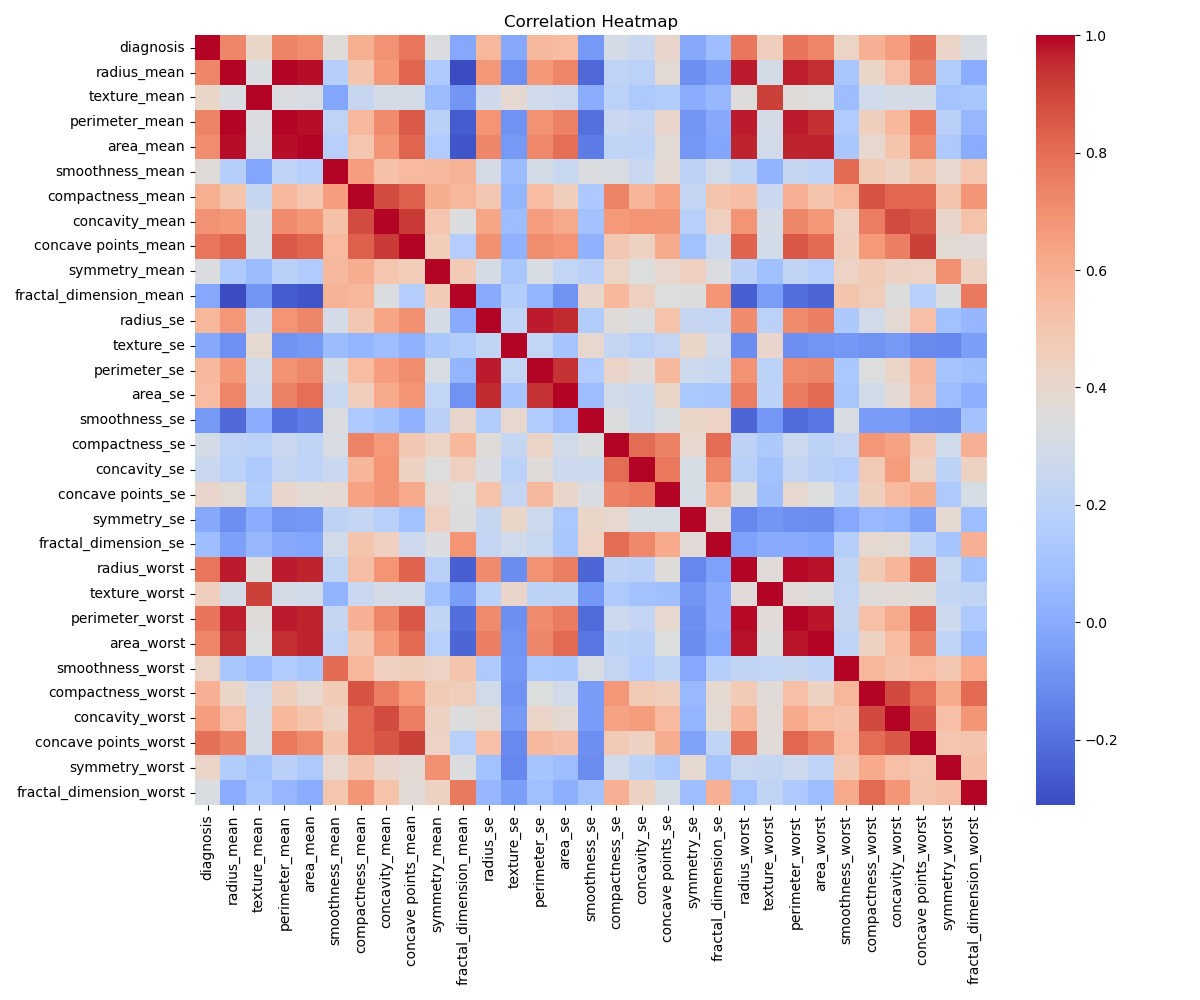 Correlation Heatmap
diagnosis
radius_mean
texture_mean
perimeter_mean
area_mean
smoothness_mean
compactness_mean
concavity_mean
concave points_mean
symmetry_mean
fractal_dimension_mean
radius_se
texture_se
perimeter_se
area_se
smoothness_se
compactness_se
concavity_se
concave points_se
symmetry_se
fractal_dimension_se
radius_worst
texture_worst
perimeter_worst
area_worst
smoothness_worst
compactness_worst
concavity_worst
concave points_worst
symmetry_worst
fractal_dimension_worst
diagnosis
radius_mean
texture_mean
perimeter_mean
area_mean
smoothness_mean
compactness_mean
concavity_mean
concave points_mean
symmetry_mean
fractal_dimension_mean
radius_se
texture_se
perimeter_se
area_se
smoothness_se
compactness_se
concavity_se
concave points_se
symmetry_se
fractal_dimension_se
radius_worst
texture_worst
perimeter_worst
area_worst
smoothness_worst
compactness_worst
concavity_worst
concave points_worst
symmetry_worst
fractal_dimension_worst
1.0
0.8
0.6
0.4
0.2
0.0
−0.2